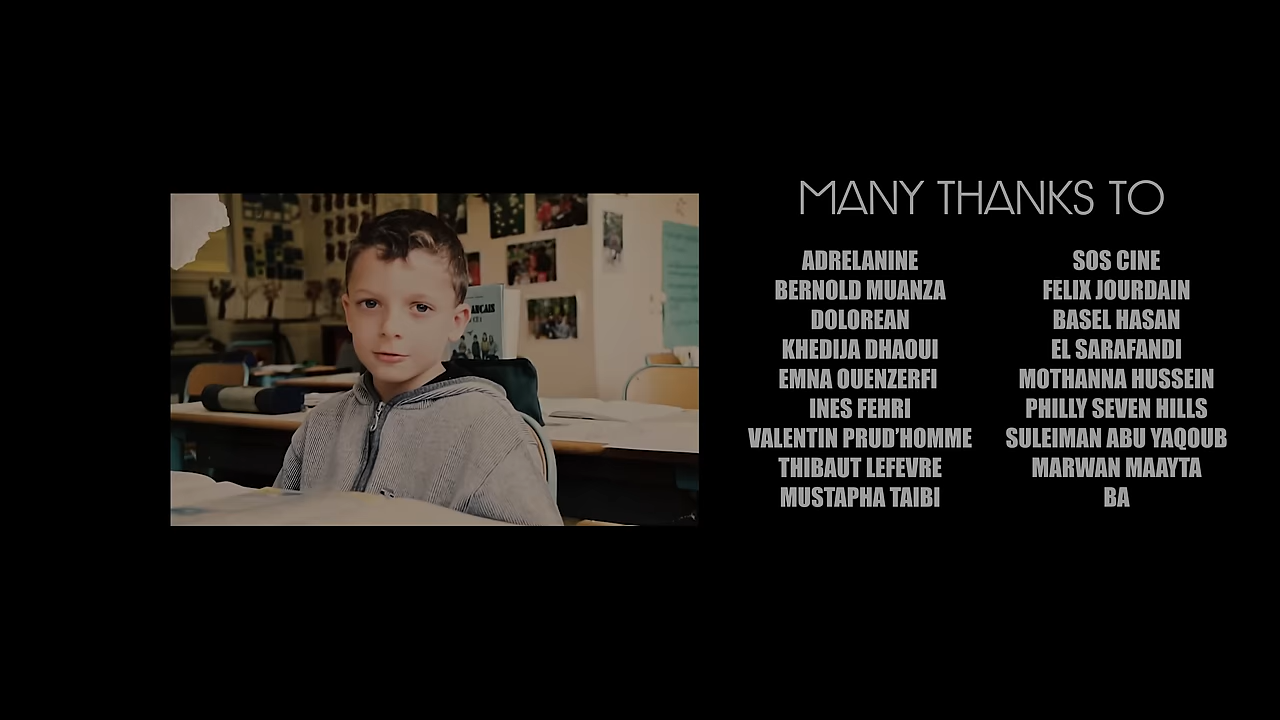 MANY THANKS TO
ADRELANINE
BERNOLD MUANZA
DOLOREAN
KHEDIJA DHAOUI
EMNA OUENZERFI
INES FEHRI
VALENTIN PRUD'HOMME
THIBAUT LEFEVRE
MUSTAPHA TAIBI
SOS CINE
FELIX JOURDAIN
BASEL HASAN
EL SARAFANDI
MOTHANNA HUSSEIN
PHILLY SEVEN HILLS
SULEIMAN ABU YAQOUB
MARWAN MAAYTA
BA